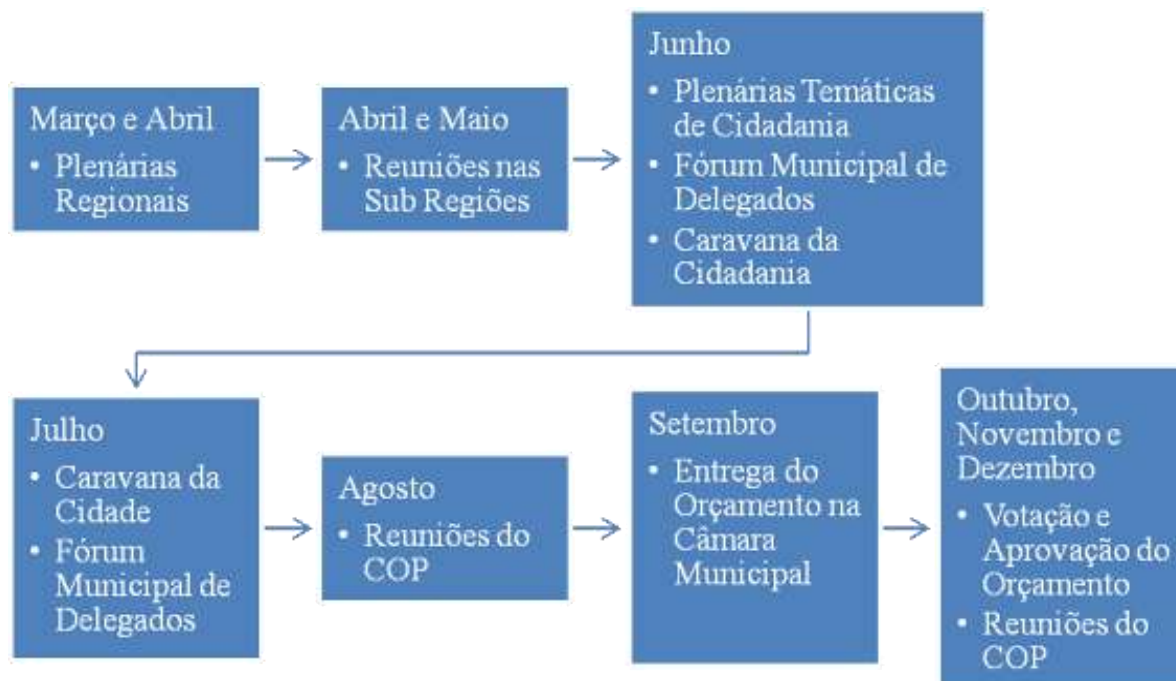 Março e Abril
• Plenárias
Regionais
Abril e Maio
• Reuniões nas
Sub Regiões
Junho
• Plenárias Temáticas
de Cidadania
• Fórum Municipal de
Delegados
• Caravana da
Cidadania
Julho
• Caravana da
Cidade
• Fórum
Municipal de
Delegados
Agosto
• Reuniões do
COP
Setembro
• Entrega do
Orçamento na
Câmara
Municipal
Outubro,
Novembro e
Dezembro
• Votação e
Aprovação do
Orçamento
• Reuniões do
COP